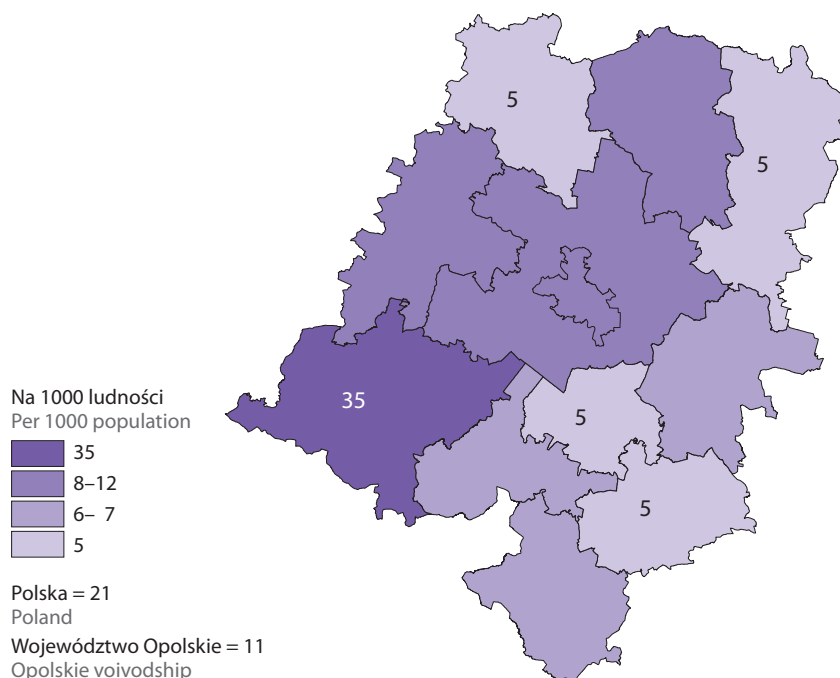 5
5
35
5
5
Na 1000 ludności
Per 1000 population
35
8–12
6– 7
5
Polska = 21
Poland
Województwo Opolskie = 11
Opolskie voivodship